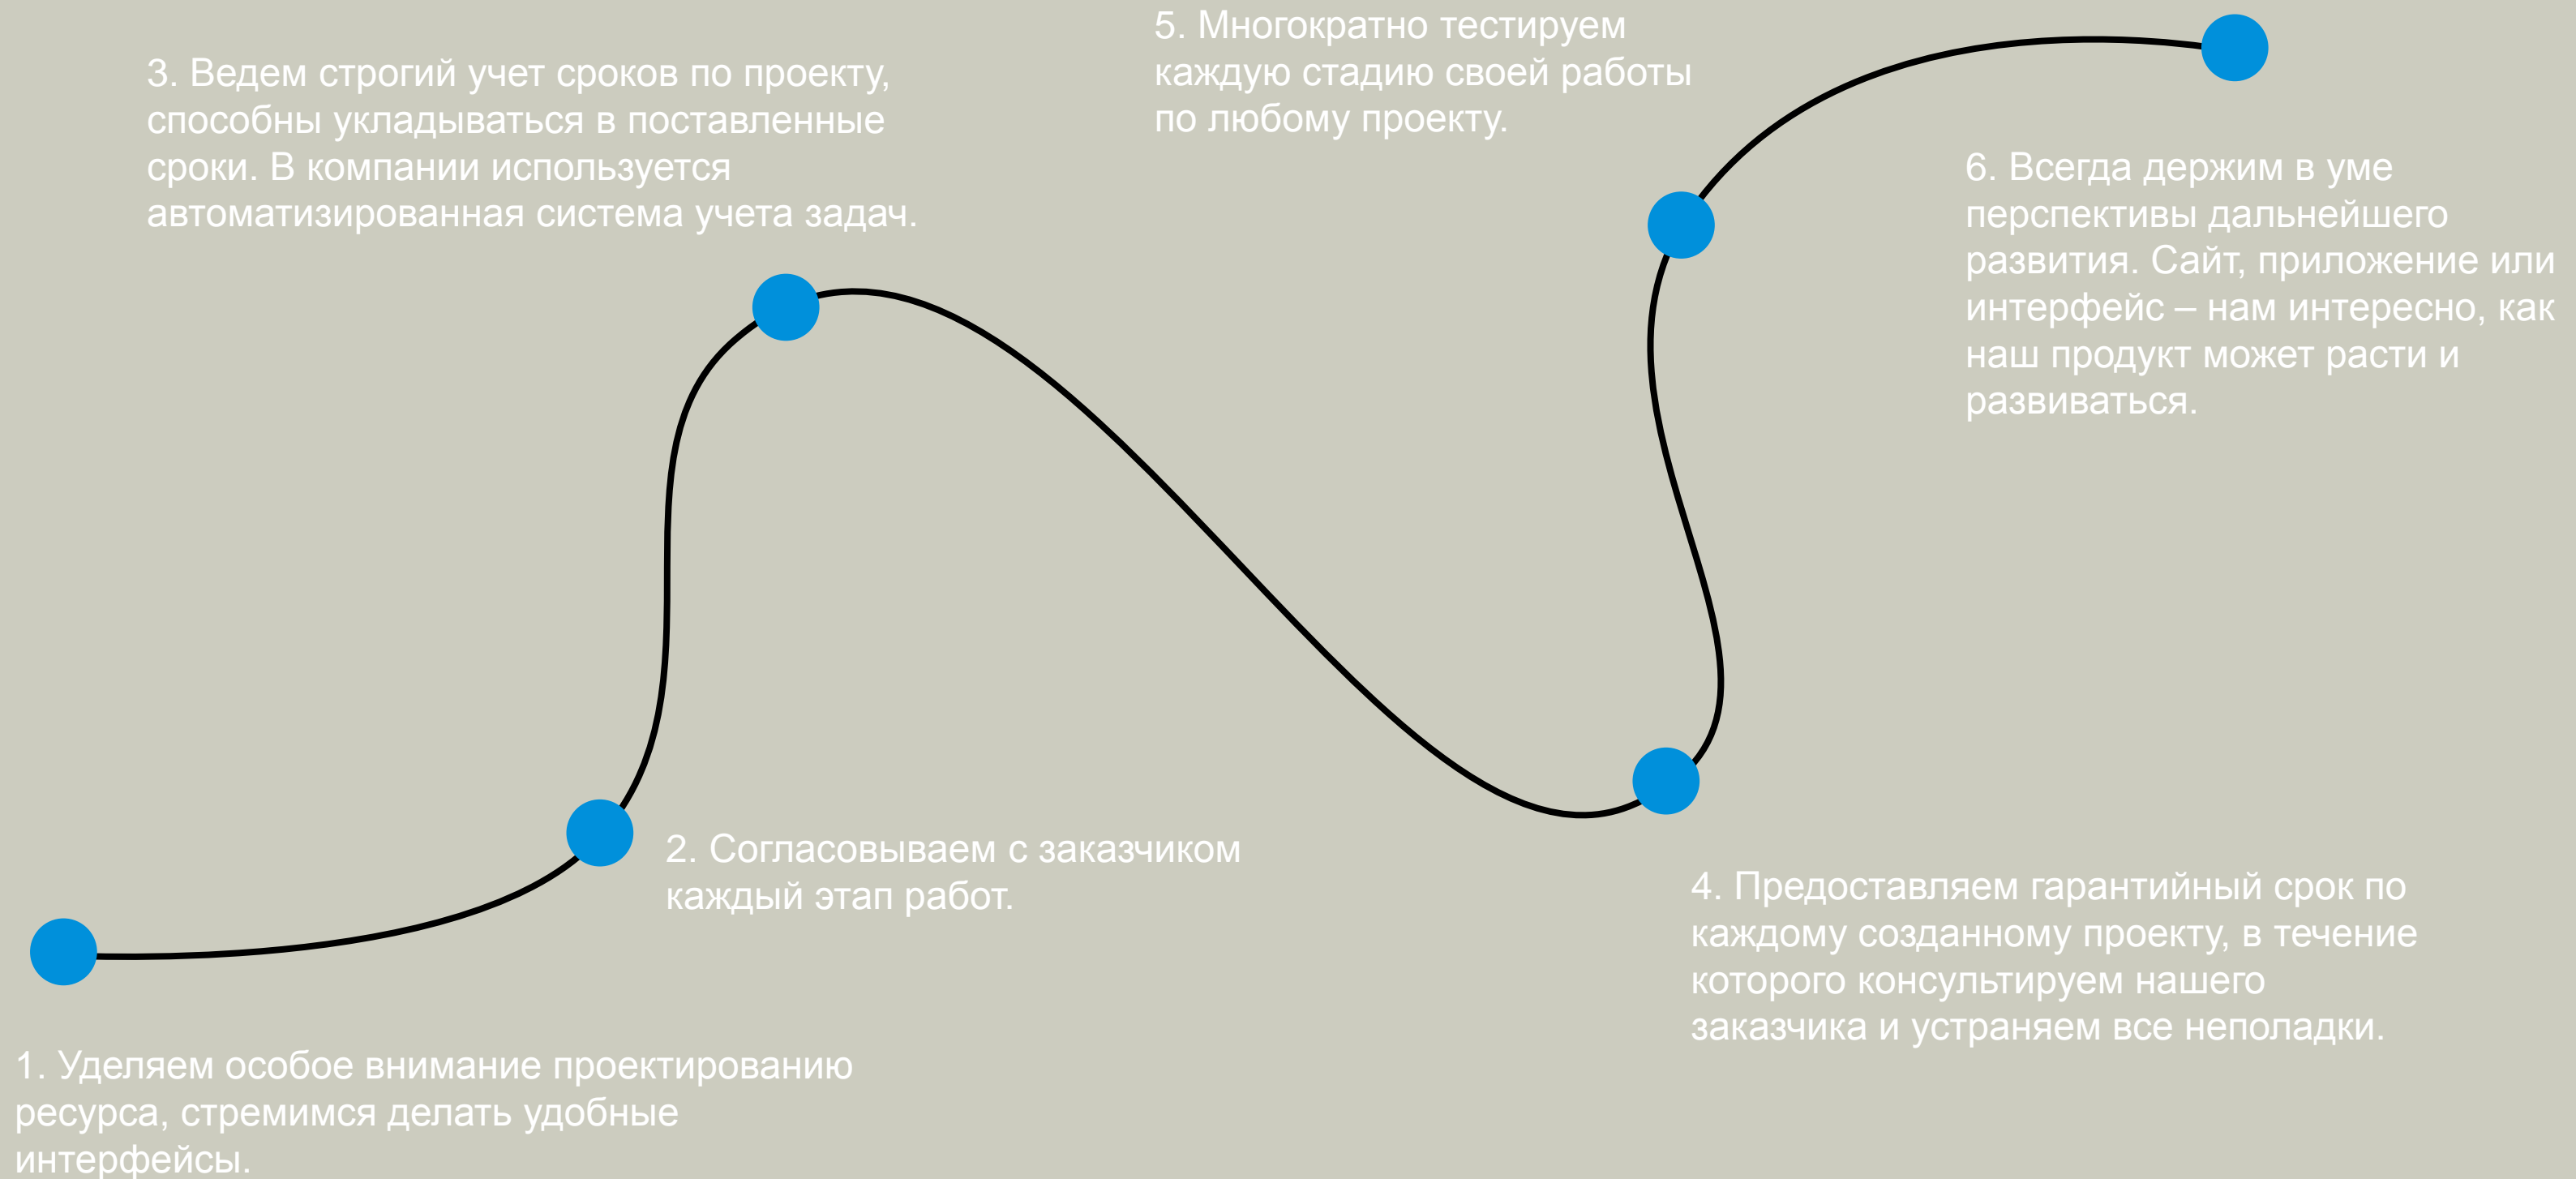 1. Уделяем особое внимание проектированию
ресурса, стремимся делать удобные
интерфейсы.
2. Согласовываем с заказчиком
каждый этап работ.
3. Ведем строгий учет сроков по проекту,
способны укладываться в поставленные
сроки. В компании используется
автоматизированная система учета задач.
4. Предоставляем гарантийный срок по
каждому созданному проекту, в течение
которого консультируем нашего
заказчика и устраняем все неполадки.
5. Многократно тестируем
каждую стадию своей работы
по любому проекту.
6. Всегда держим в уме
перспективы дальнейшего
развития. Сайт, приложение или
интерфейс – нам интересно, как
наш продукт может расти и
развиваться.